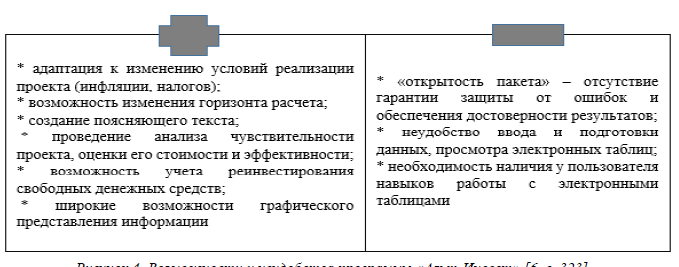 * адаптация к изменению условий реализации
проекта (инфляции, налогов);
* возможность изменения горизонта расчета;
* создание поясняющего текста;
* проведение анализа чувствительности
проекта, оценки его стоимости и эффективности;
* возможность учета реинвестирования
свободных денежных средств;
* широкие возможности графического
представления информации
* «открытость пакета» – отсутствие
гарантии защиты от ошибок и
обеспечения достоверности результатов;
* неудобство ввода и подготовки
данных, просмотра электронных таблиц;
* необходимость наличия у пользователя
навыков работы с электронными
таблицами